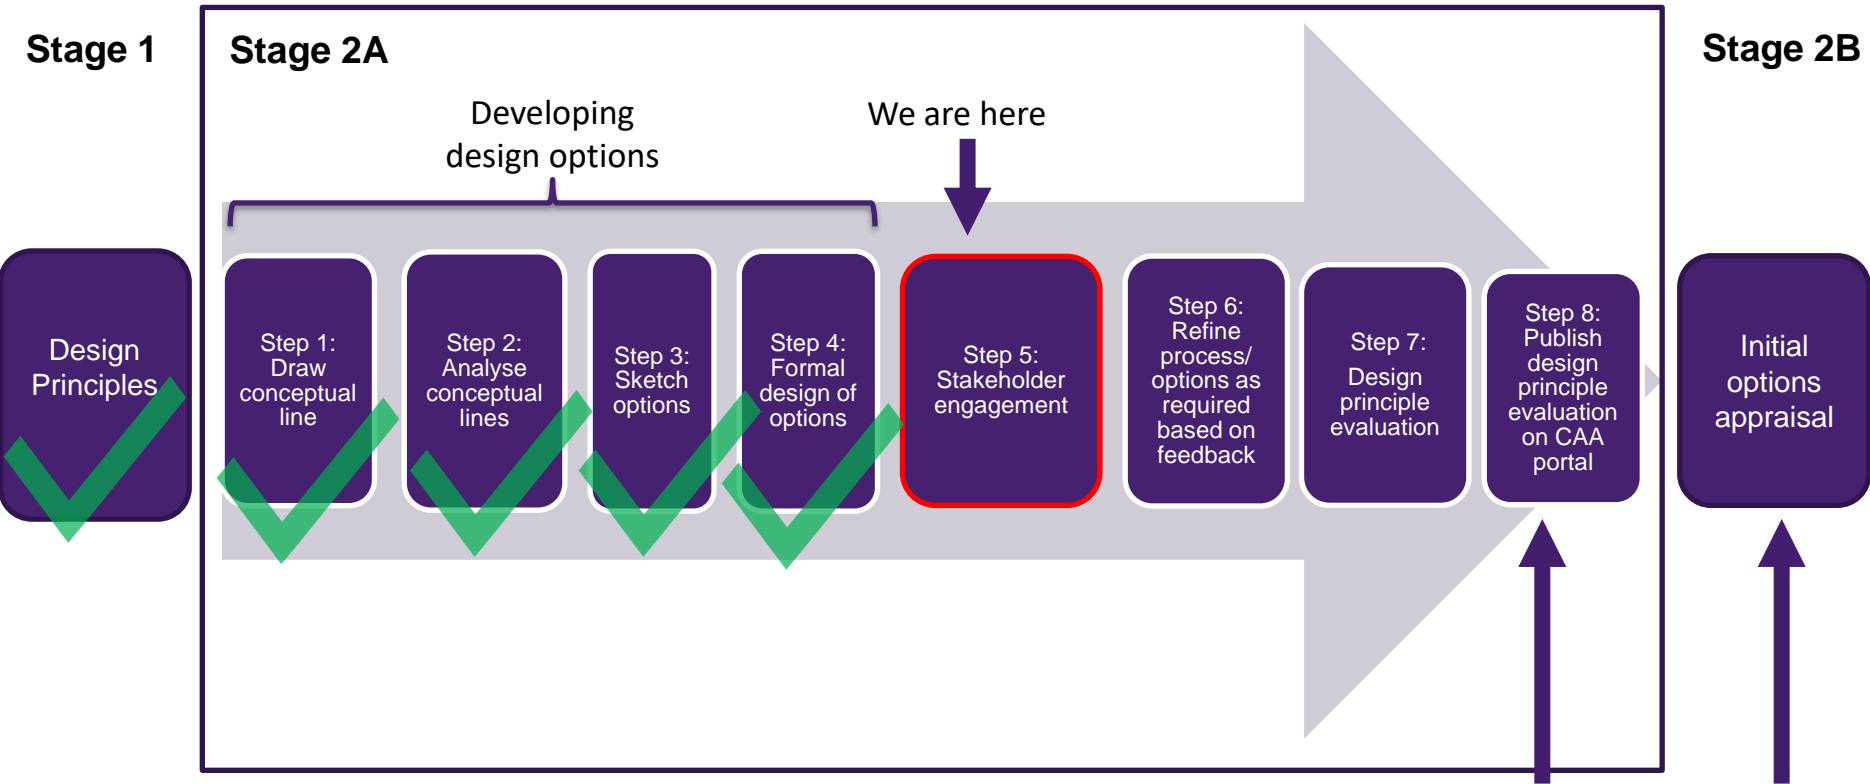 Stage 1
Stage 2A
Stage 2B
Developing
design options
We are here
Design
Principles
Step 1:
Draw
conceptual
line
Step 2:
Analyse
conceptual
lines
Step 3:
Sketch
options
Step 4:
Formal
design of
options
Step 5:
Stakeholder
engagement
Step 6:
Refine
process/
options as
required
based on
feedback
Step 7:
Design
principle
evaluation
Step 8:
Publish
design
principle
evaluation
on CAA
portal
Initial
options
appraisal